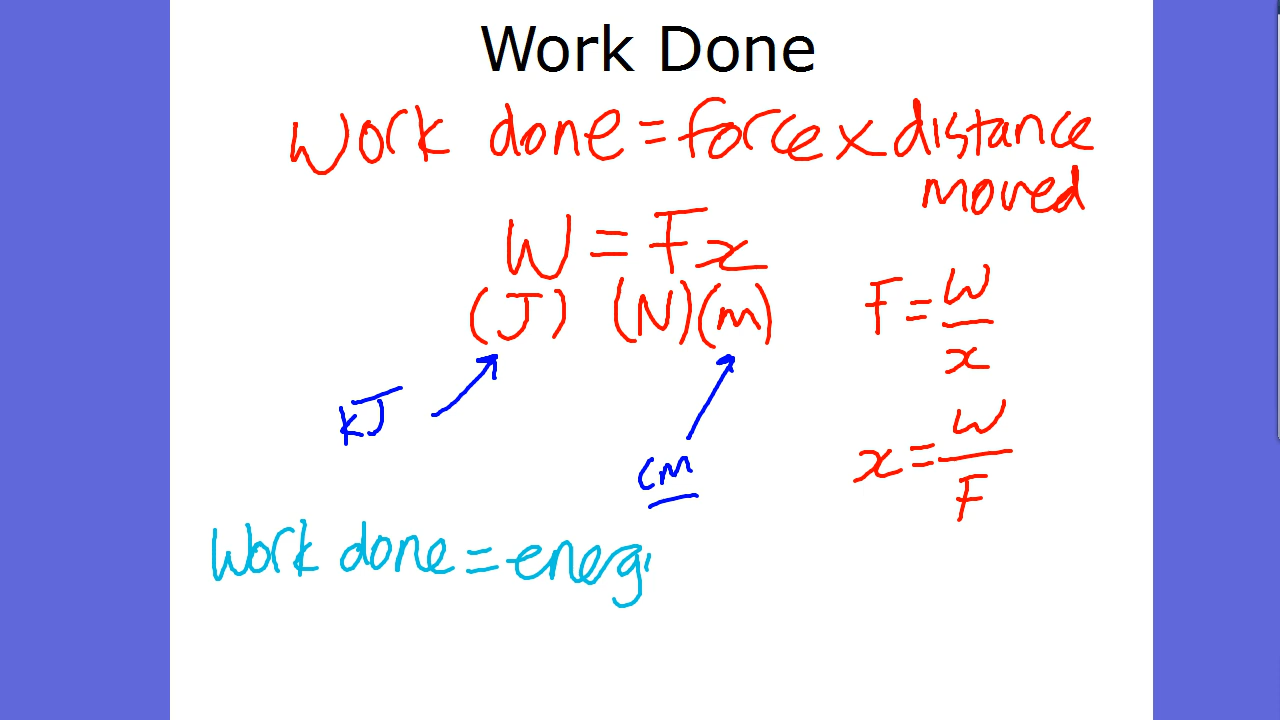 Work Done
Work done = force x distance
moved
W = Fx
(J) (N)(m)
F = W/x
kJ
x = W/F
cm
Work done = energ